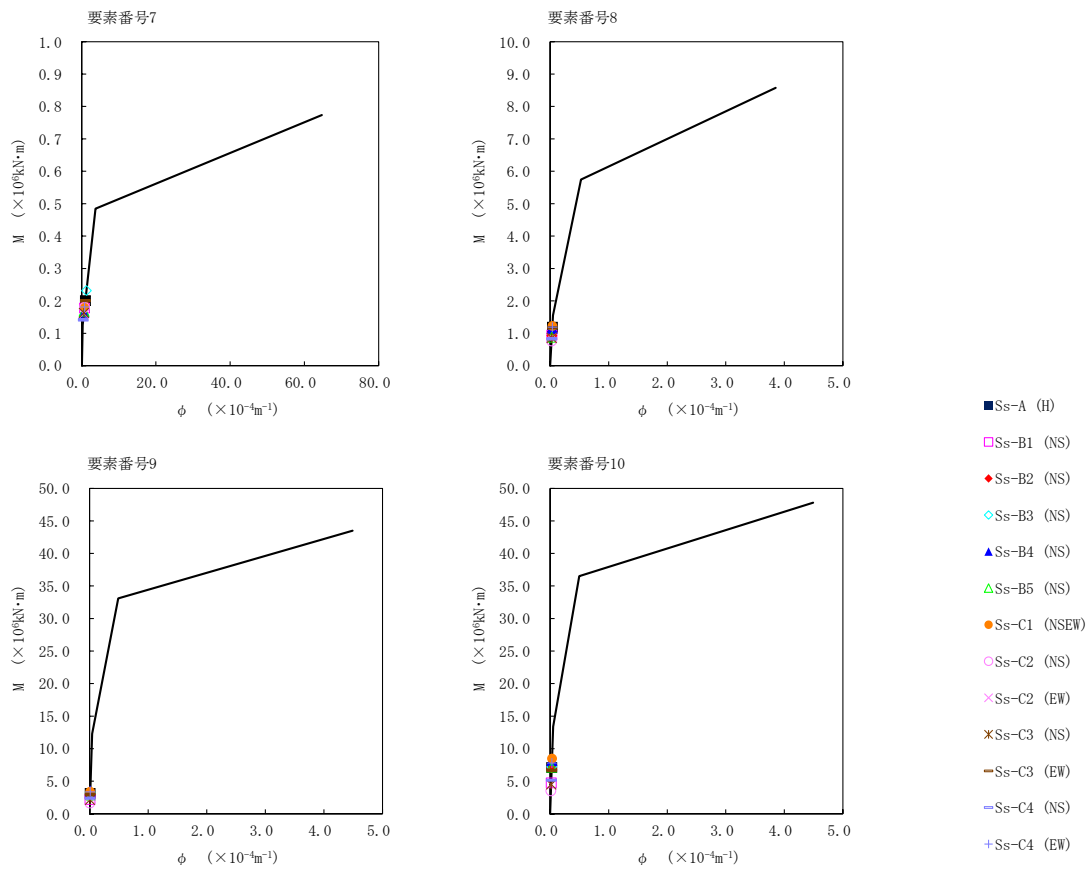 要素番号7
1.0
0.9
0.8
0.7
0.6
0.5
0.4
0.3
0.2
0.1
0.0
M (×10⁶kN・m)
0.0 20.0 40.0 60.0 80.0
φ (×10⁻⁴m⁻¹)
要素番号8
10.0
9.0
8.0
7.0
6.0
5.0
4.0
3.0
2.0
1.0
0.0
M (×10⁶kN・m)
0.0 1.0 2.0 3.0 4.0 5.0
φ (×10⁻⁴m⁻¹)
要素番号9
50.0
45.0
40.0
35.0
30.0
25.0
20.0
15.0
10.0
5.0
0.0
M (×10⁶kN・m)
0.0 1.0 2.0 3.0 4.0 5.0
φ (×10⁻⁴m⁻¹)
要素番号10
50.0
45.0
40.0
35.0
30.0
25.0
20.0
15.0
10.0
5.0
0.0
M (×10⁶kN・m)
0.0 1.0 2.0 3.0 4.0 5.0
φ (×10⁻⁴m⁻¹)
Ss-A (H)
Ss-B1 (NS)
Ss-B2 (NS)
Ss-B3 (NS)
Ss-B4 (NS)
Ss-B5 (NS)
Ss-C1 (NSEW)
Ss-C2 (NS)
Ss-C2 (EW)
Ss-C3 (NS)
Ss-C3 (EW)
Ss-C4 (NS)
Ss-C4 (EW)